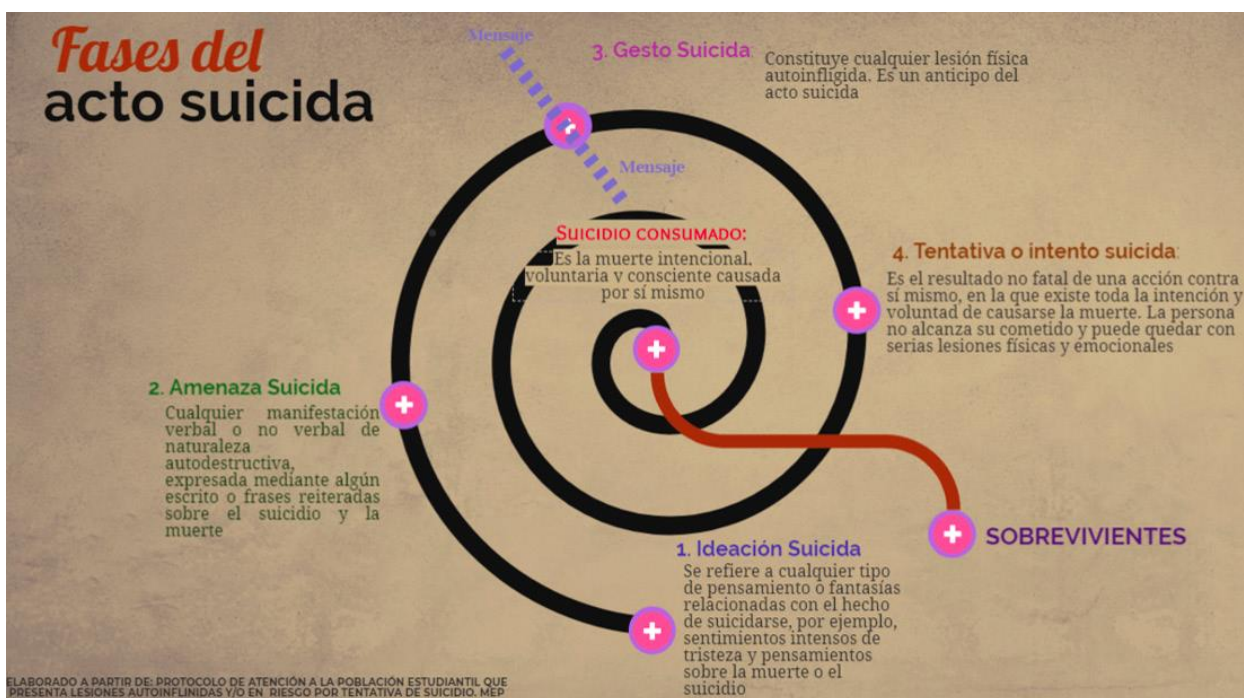 Fases del
acto suicida
Mensaje
3. Gesto Suicida:
Constituye cualquier lesión física
autoinfligida. Es un anticipo del
acto suicida
Mensaje
SUICIDIO CONSUMADO:
Es la muerte intencional,
voluntaria y consciente causada
por sí mismo
4. Tentativa o intento suicida:
Es el resultado no fatal de una acción contra
sí mismo, en la que existe toda la intención y
voluntad de causarse la muerte. La persona
no alcanza su cometido y puede quedar con
serias lesiones físicas y emocionales
2. Amenaza Suicida
Cualquier manifestación
verbal o no verbal de
naturaleza
autodestructiva,
expresada mediante algún
escrito o frases reiteradas
sobre el suicidio y la
muerte
SOBREVIVIENTES
1. Ideación Suicida
Se refiere a cualquier tipo
de pensamiento o fantasías
relacionadas con el hecho
de suicidarse, por ejemplo,
sentimientos intensos de
tristeza y pensamientos
sobre la muerte o el
suicidio
ELABORADO A PARTIR DE: PROTOCOLO DE ATENCIÓN A LA POBLACIÓN ESTUDIANTIL QUE
PRESENTA LESIONES AUTOINFLINIDAS Y/O EN RIESGO POR TENTATIVA DE SUICIDIO. MEP